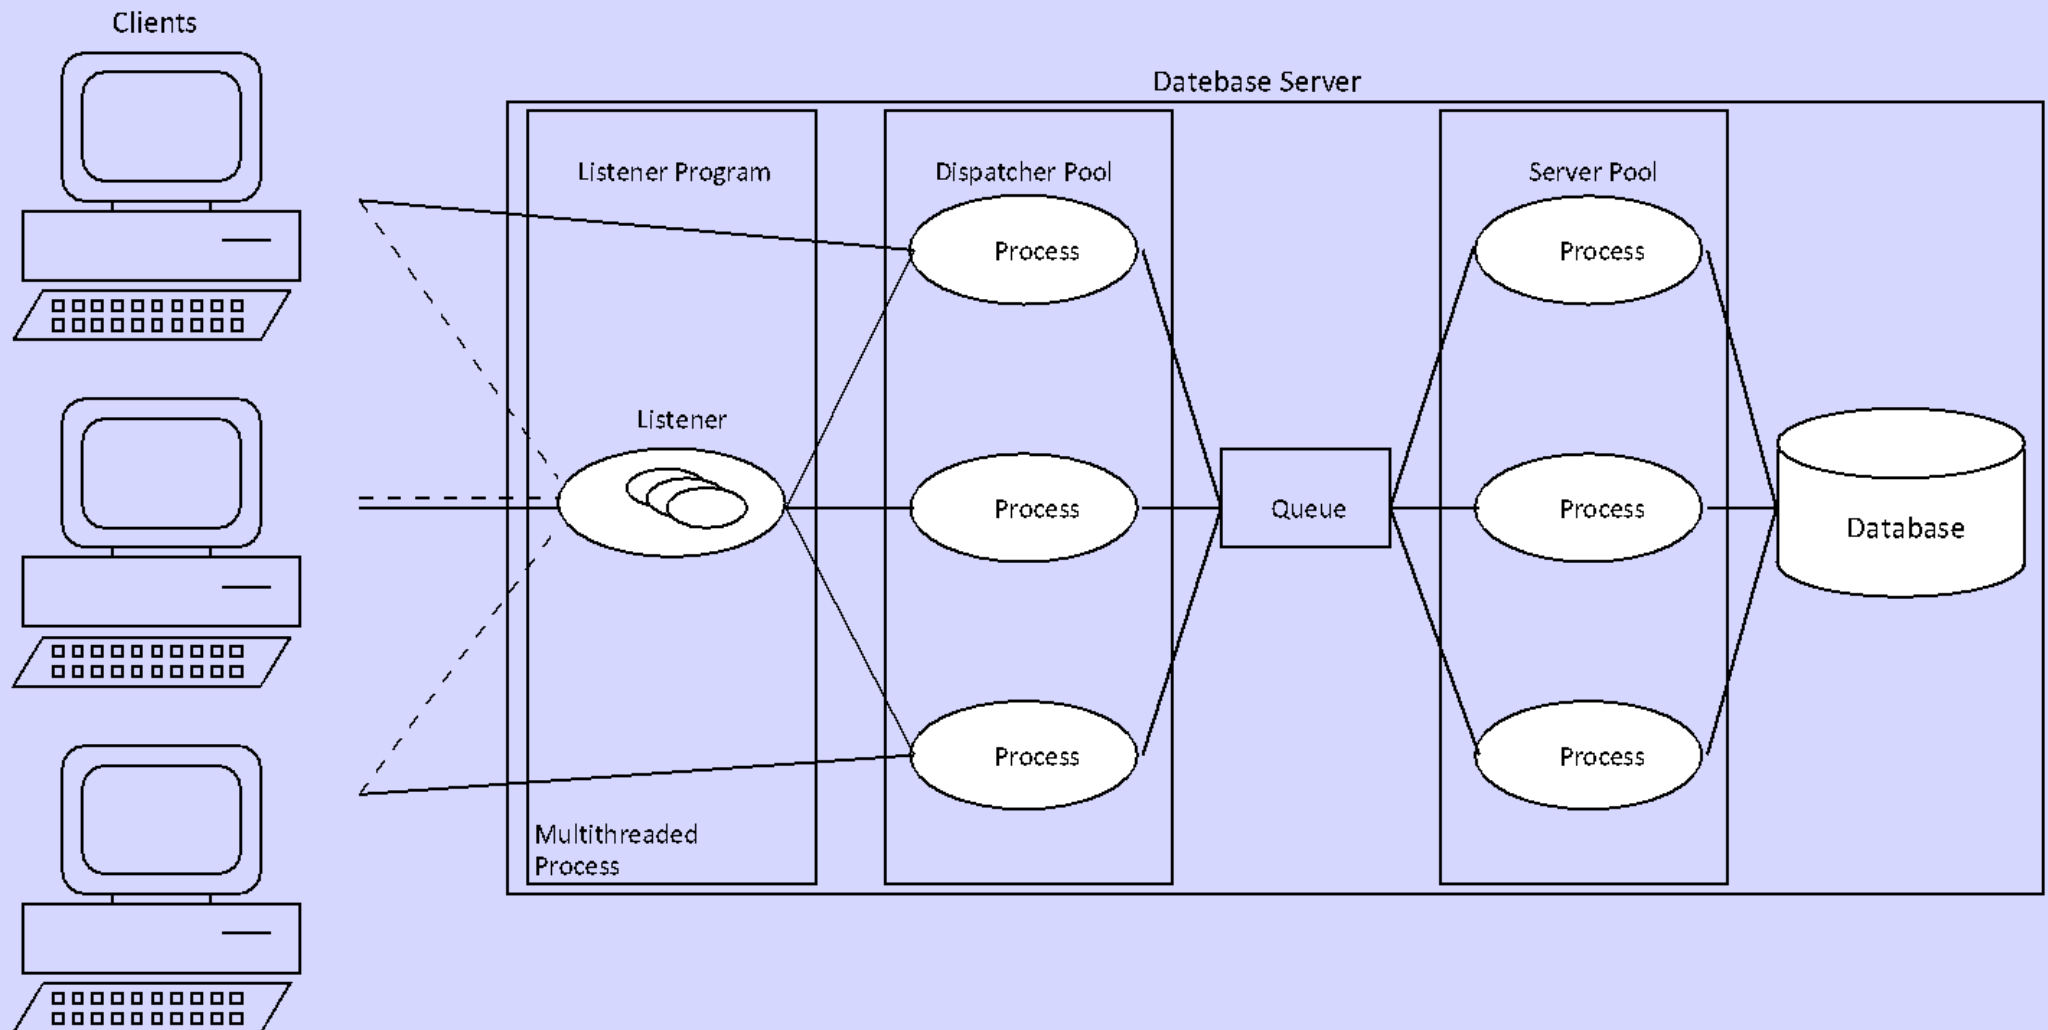 Clients
Datebase Server
Listener Program
Dispatcher Pool
Server Pool
Process
Process
Listener
Process
Queue
Process
Database
Process
Process
Multithreaded
Process